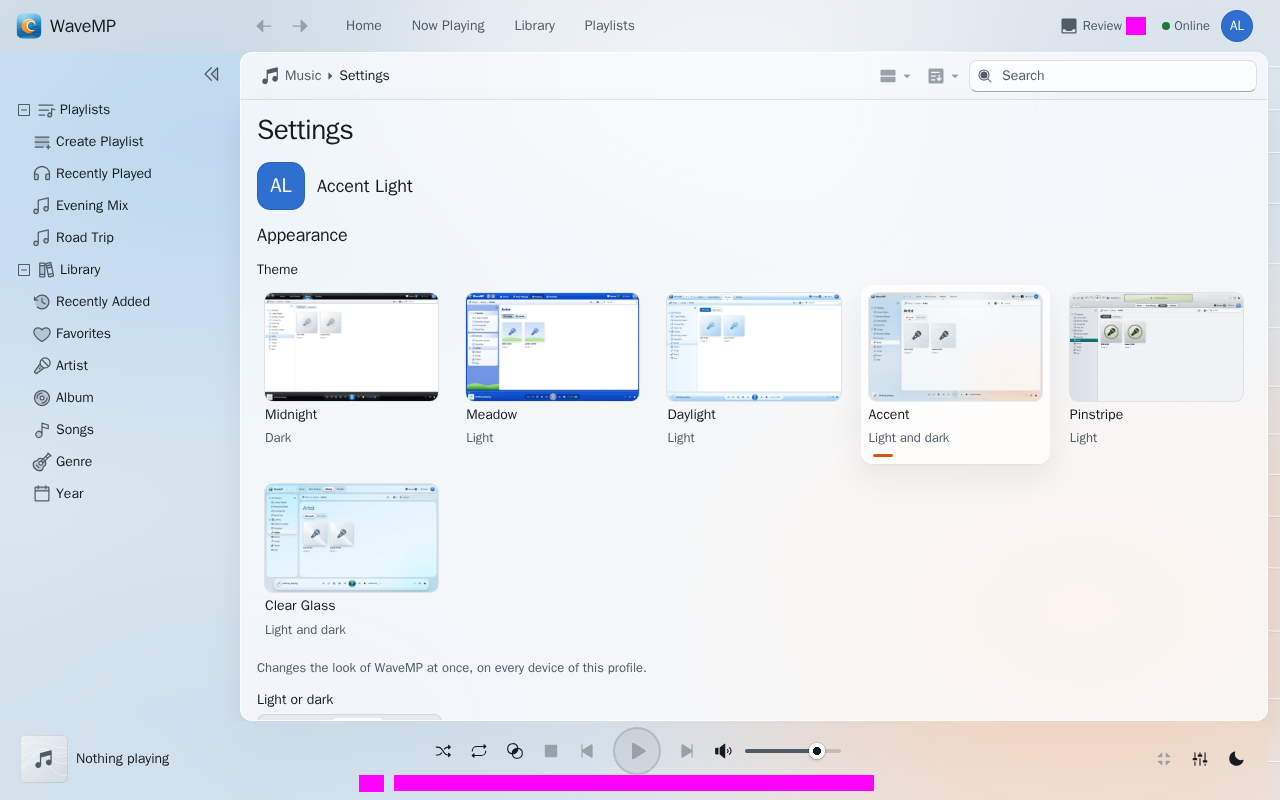 WaveMP
Home
Now Playing
Library
Playlists
Review
Online
AL
Music
Settings
Search
Playlists
Create Playlist
Recently Played
Evening Mix
Road Trip
Library
Recently Added
Favorites
Artist
Album
Songs
Genre
Year
Settings
AL
Accent Light
Appearance
Theme
Midnight
Dark
Meadow
Light
Daylight
Light
Accent
Light and dark
Pinstripe
Light
Clear Glass
Light and dark
Changes the look of WaveMP at once, on every device of this profile.
Light or dark
Nothing playing